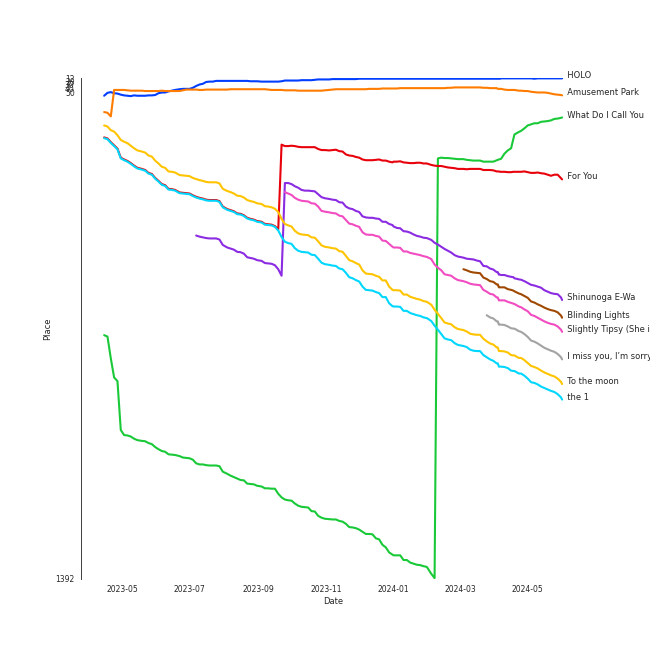 12
50
HOLO
Amusement Park
What Do I Call You
For You
Shinunoga E-Wa
Blinding Lights
Slightly Tipsy (She i
I miss you, I'm sorry
To the moon
the 1
Place
1392
2023-05
2023-07
2023-09
2023-11
2024-01
2024-03
2024-05
Date